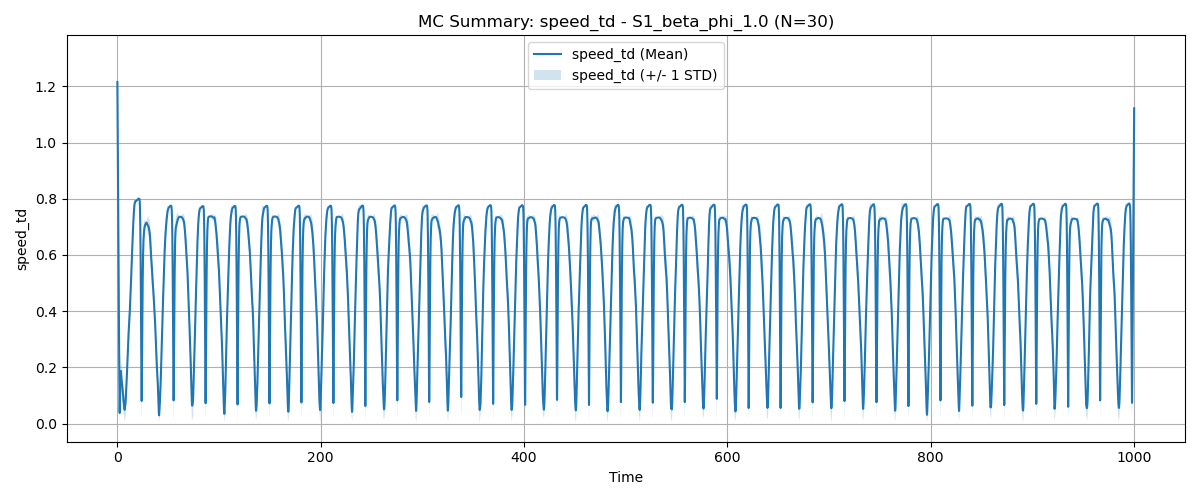 MC Summary: speed_td - S1_beta_phi_1.0 (N=30)
speed_td (Mean)
speed_td (+/- 1 STD)
1.2
1.0
0.8
0.6
0.4
0.2
0.0
speed_td
0 200 400 600 800 1000
Time